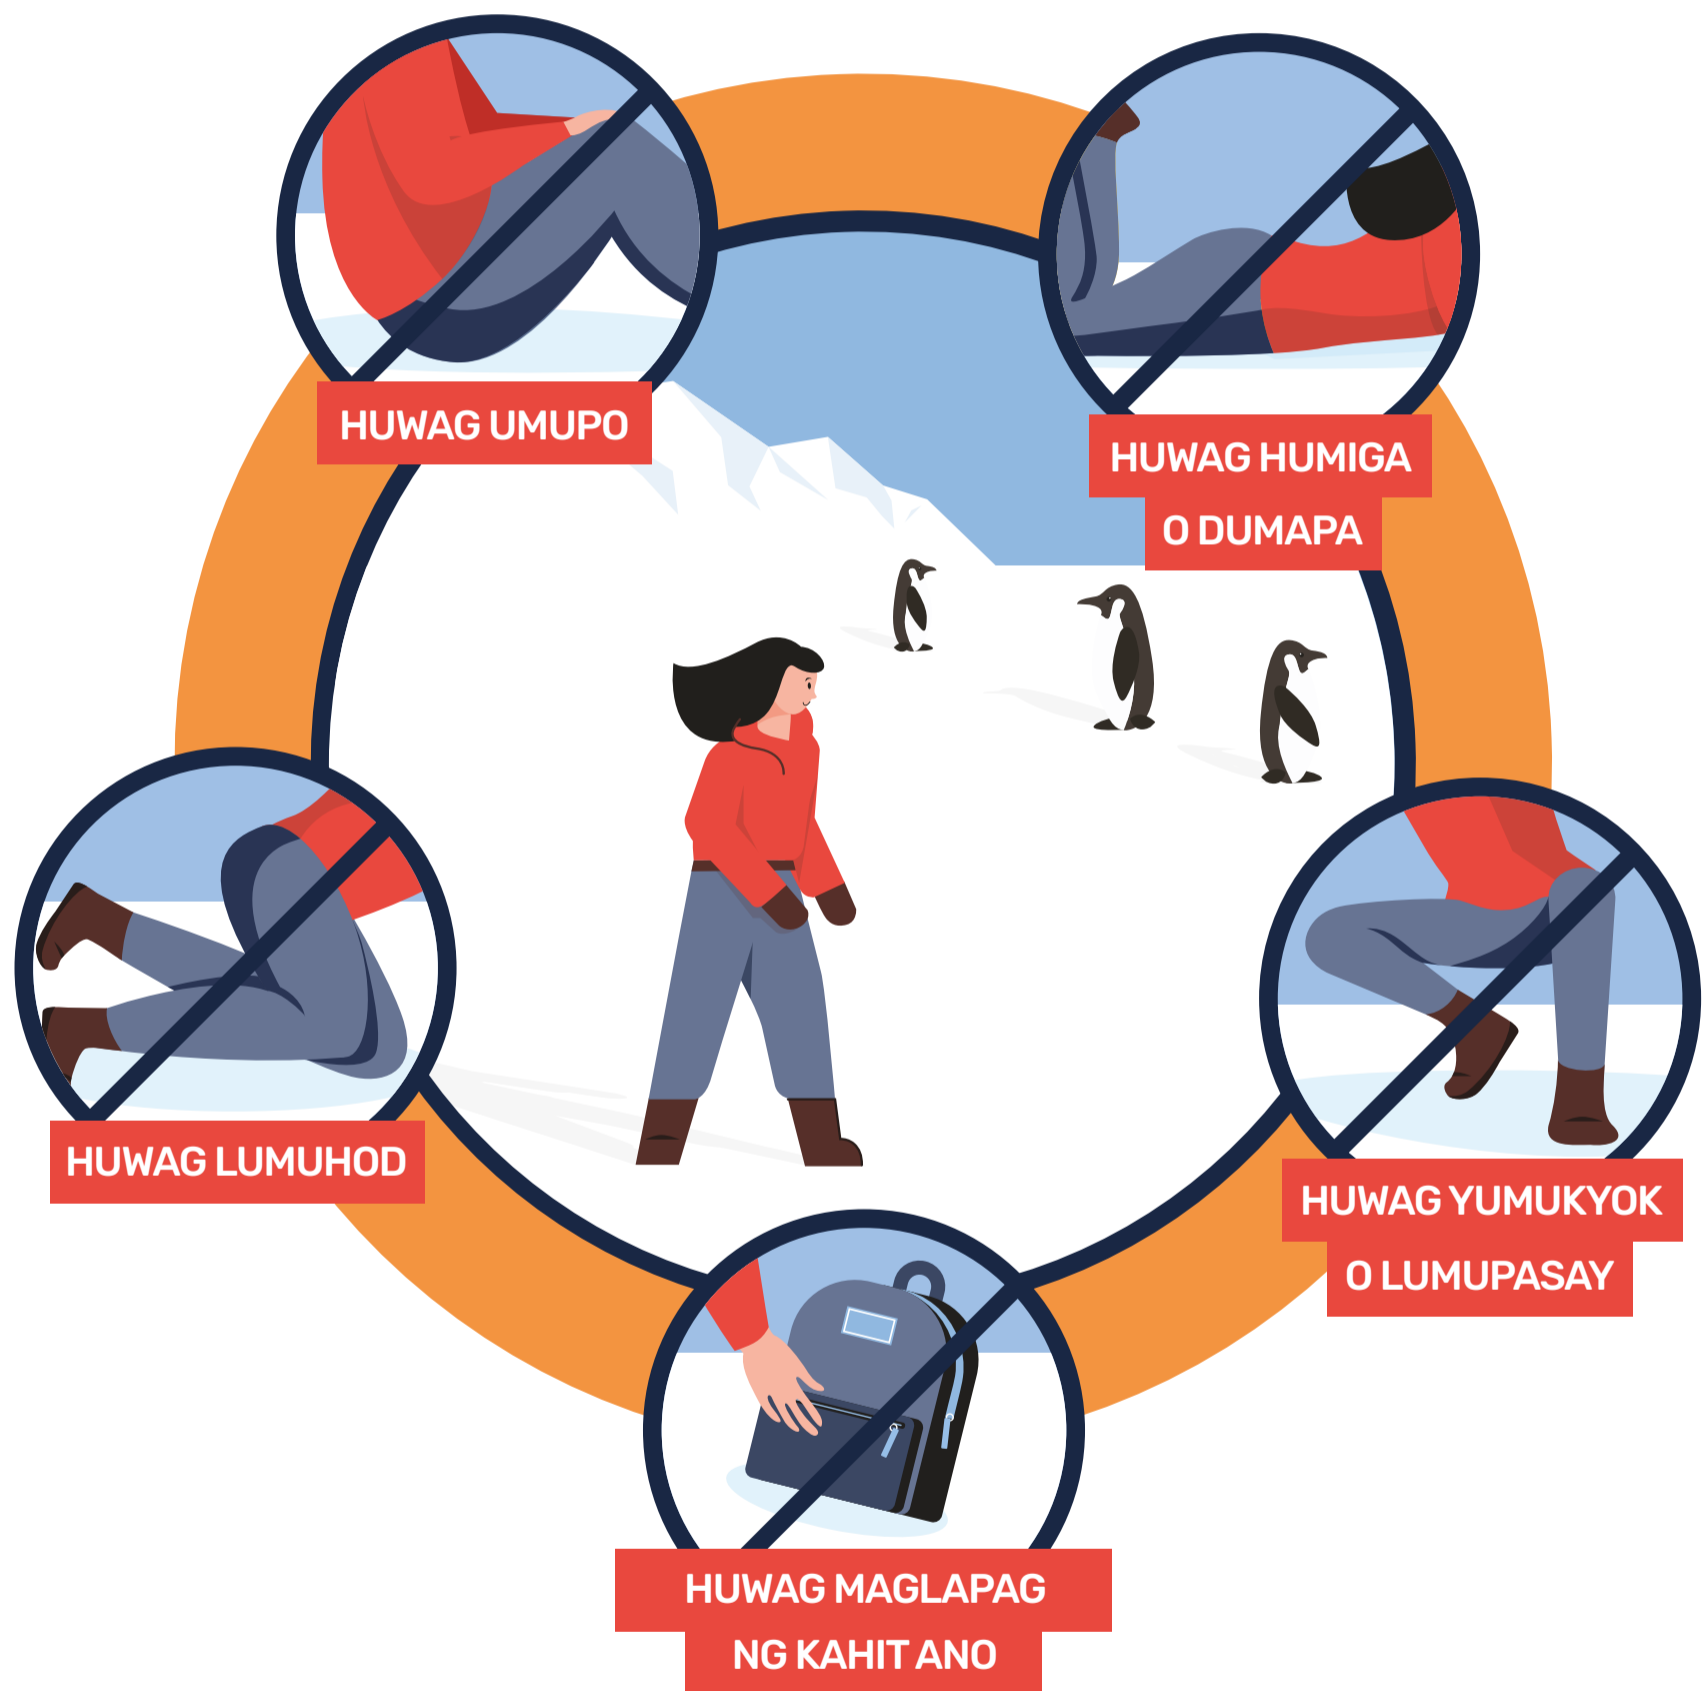 HUWAG UMUPO
HUWAG HUMIGA
O DUMAPA
HUWAG LUMUHOD
HUWAG YUMUKYOK
O LUMUPASAY
HUWAG MAGLAPAG
NG KAHIT ANO